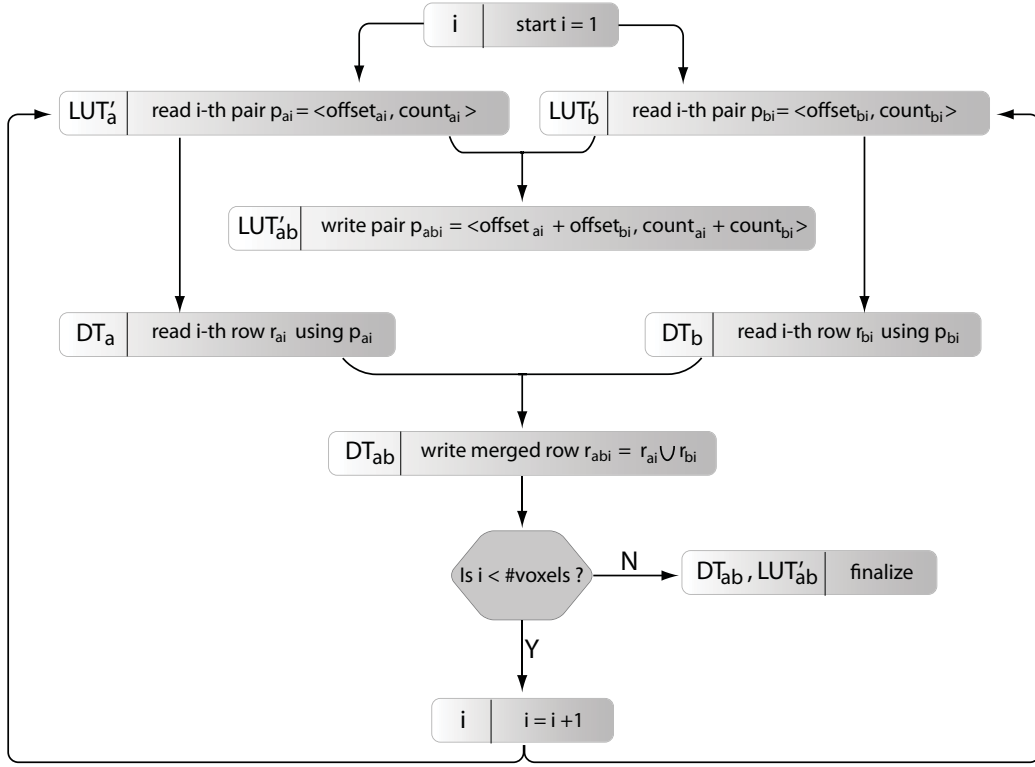 i start i = 1
LUT′a read i-th pair pai = <offsetai, countai>
LUT′b read i-th pair pbi = <offsetbi, countbi>
LUT′ab write pair pabi = <offset ai + offsetbi, countai + countbi>
DTa read i-th row rai using pai
DTb read i-th row rbi using pbi
DTab write merged row rabi = rai ∪ rbi
Is i < #voxels ?
N
DTab , LUT′ab finalize
Y
i i = i +1